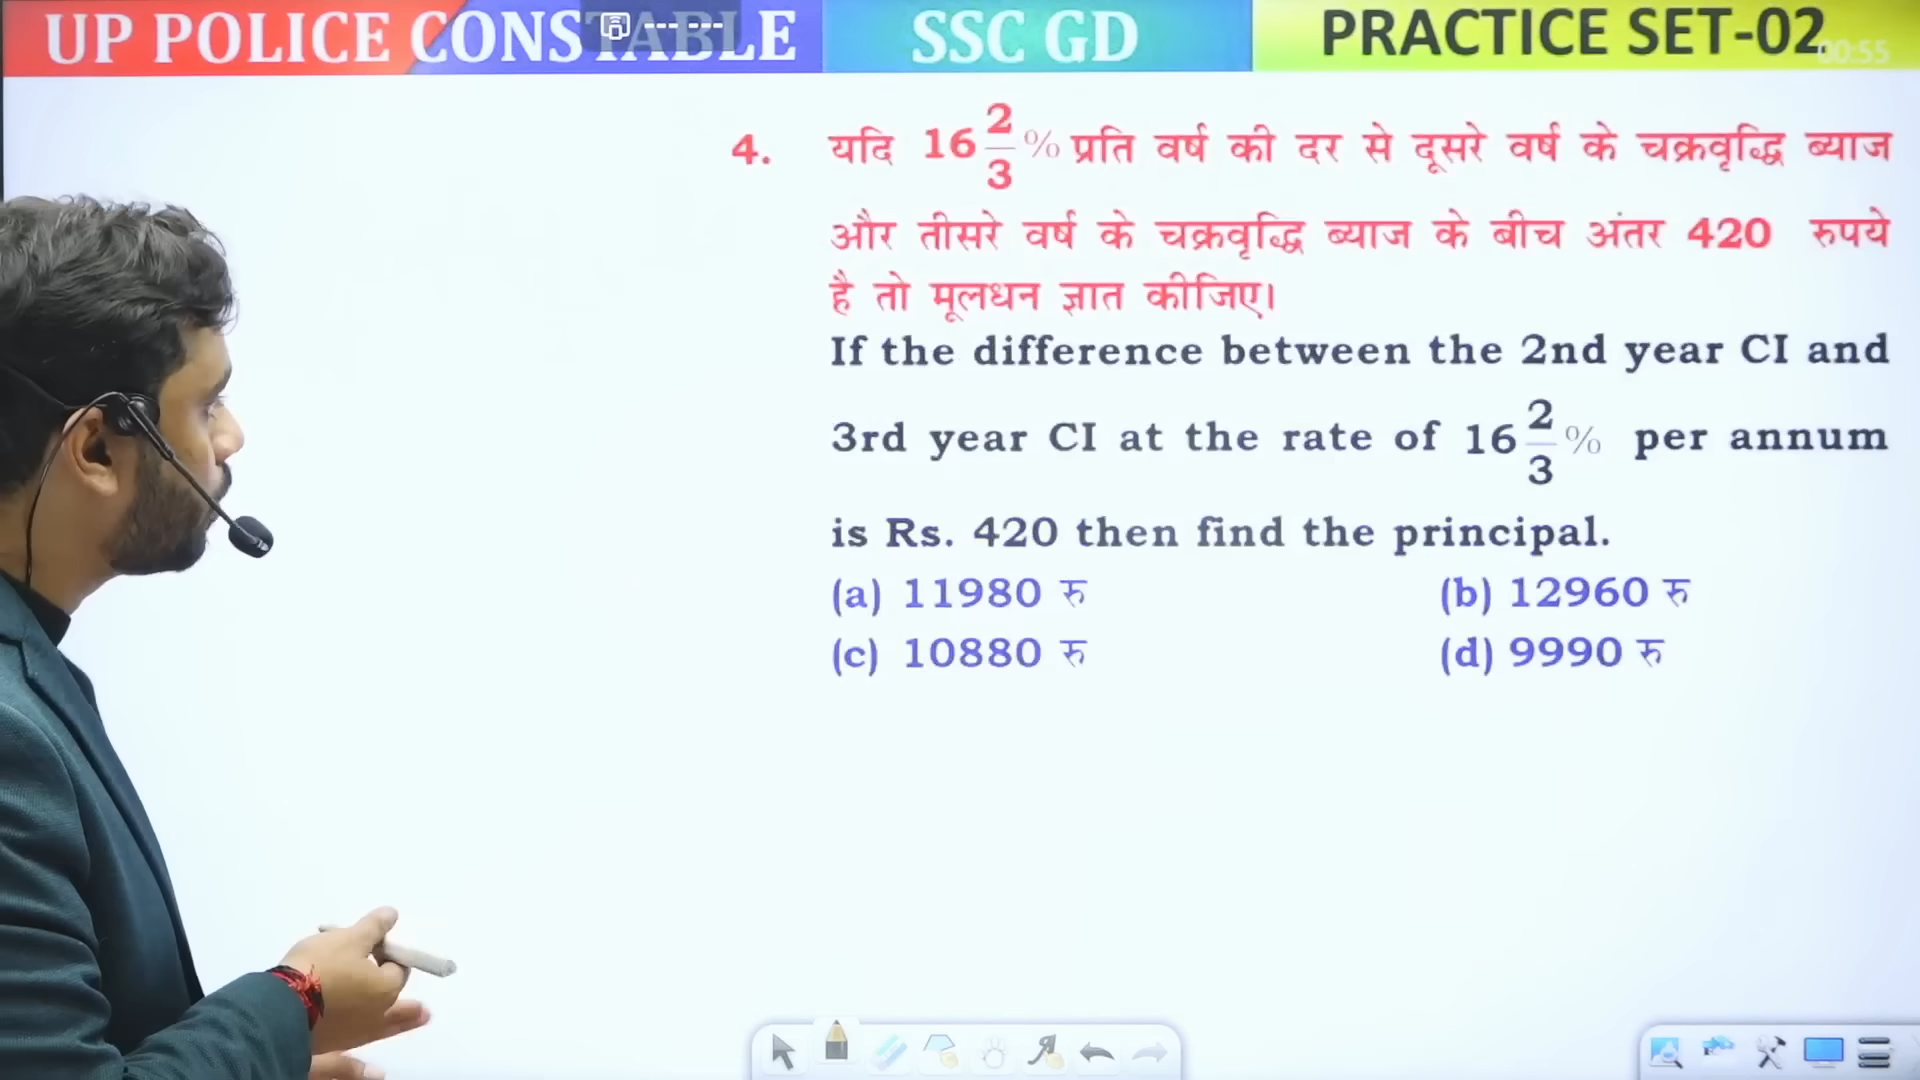 UP POLICE CONSTABLE SSC GD PRACTICE SET-02
00:55
4. यदि 16 2/3 % प्रति वर्ष की दर से दूसरे वर्ष के चक्रवृद्धि ब्याज
और तीसरे वर्ष के चक्रवृद्धि ब्याज के बीच अंतर 420 रुपये
है तो मूलधन ज्ञात कीजिए।
If the difference between the 2nd year CI and
3rd year CI at the rate of 16 2/3 % per annum
is Rs. 420 then find the principal.
(a) 11980 रु (b) 12960 रु
(c) 10880 रु (d) 9990 रु